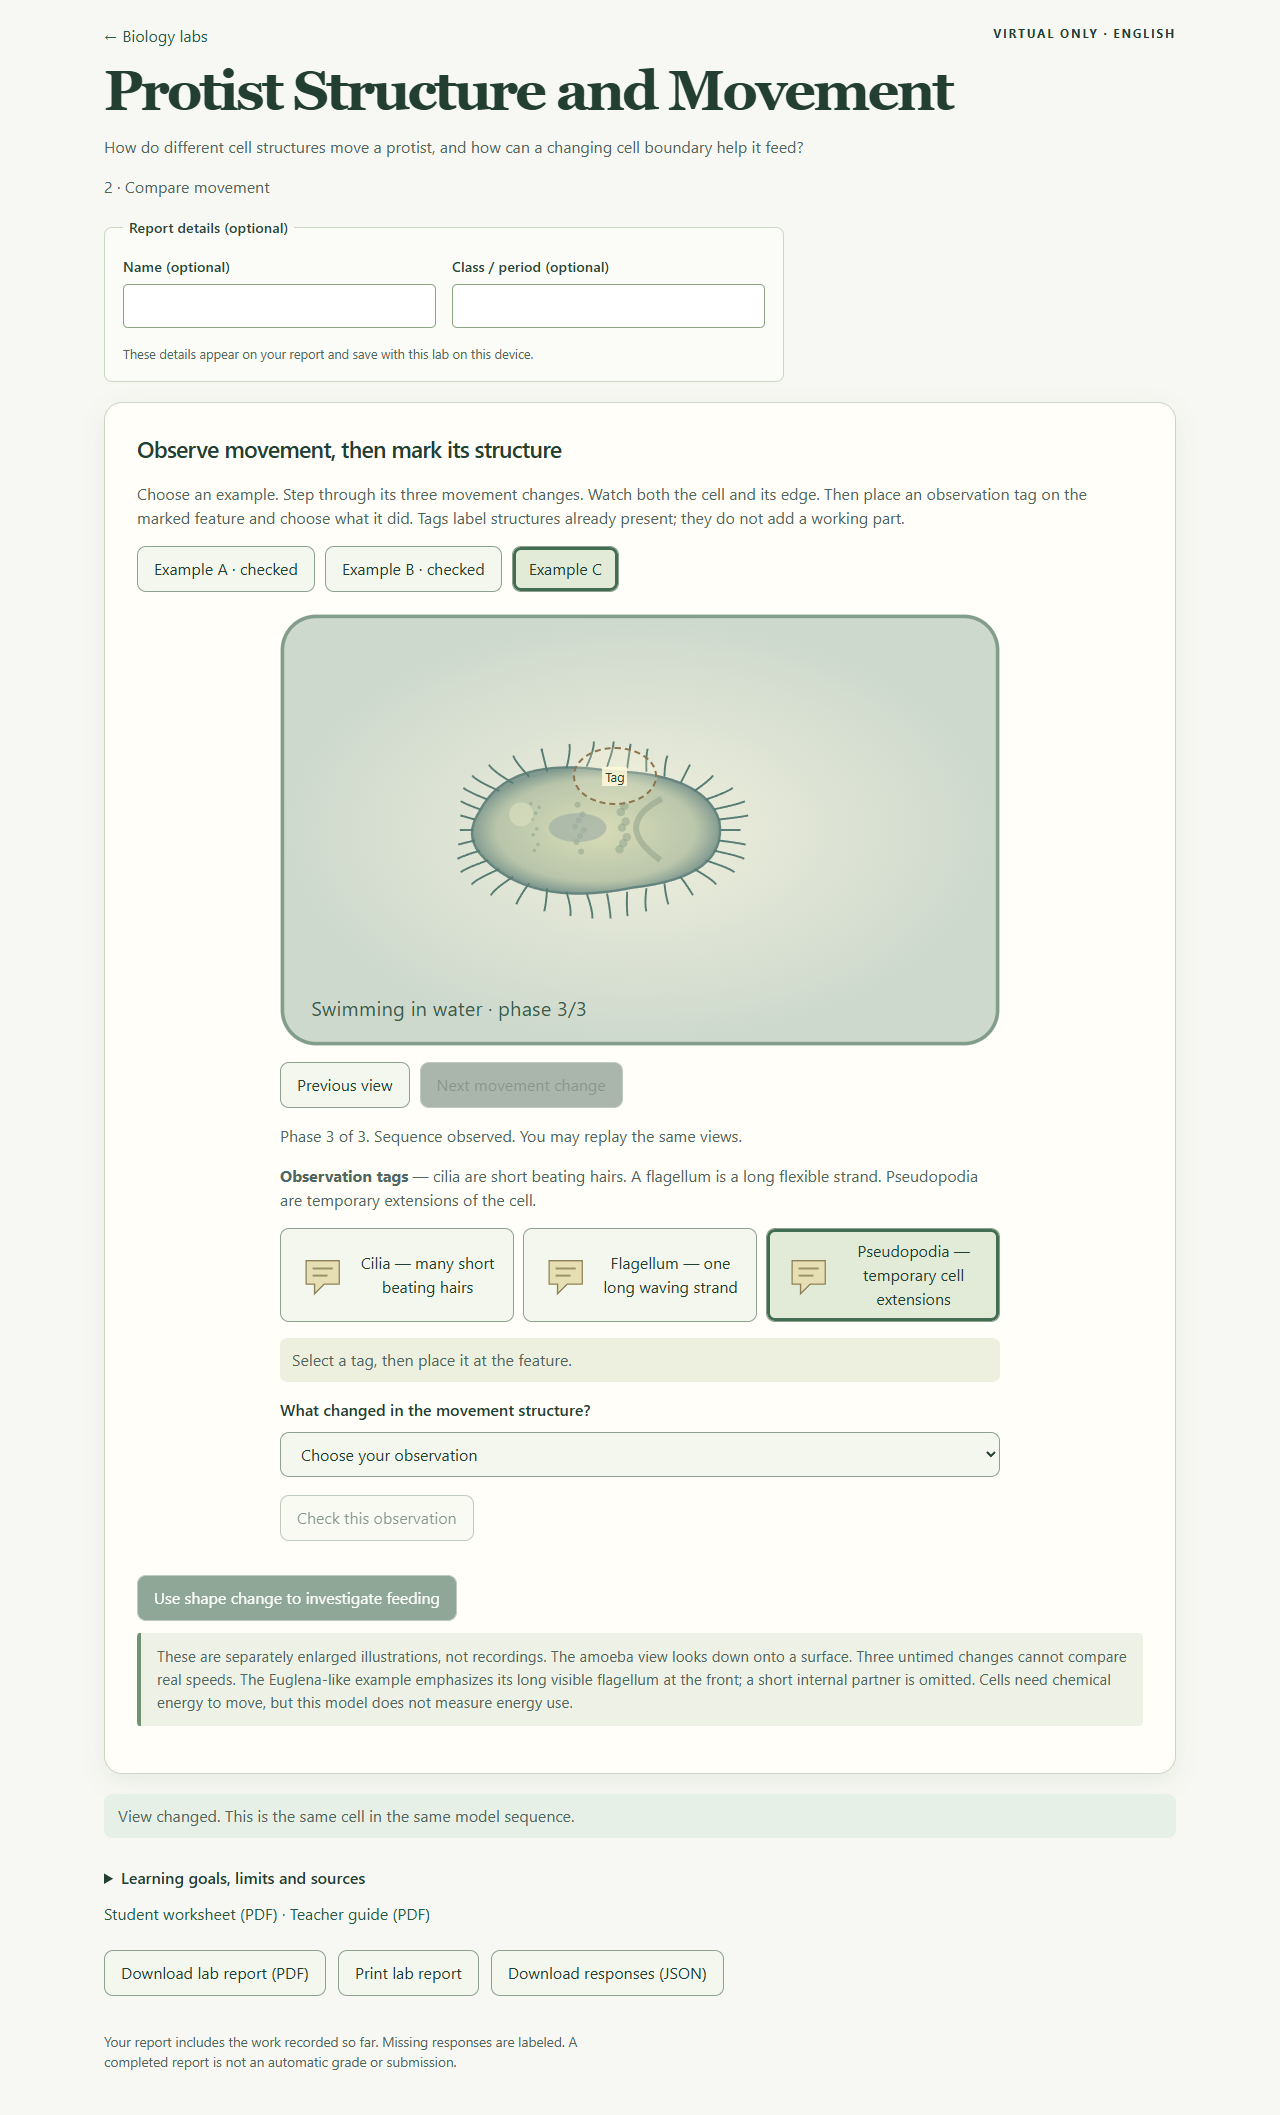 ← Biology labs
VIRTUAL ONLY · ENGLISH
Protist Structure and Movement
How do different cell structures move a protist, and how can a changing cell boundary help it feed?
2 · Compare movement
Report details (optional)
Name (optional)
Class / period (optional)
These details appear on your report and save with this lab on this device.
Observe movement, then mark its structure
Choose an example. Step through its three movement changes. Watch both the cell and its edge. Then place an observation tag on the
marked feature and choose what it did. Tags label structures already present; they do not add a working part.
Example A · checked
Example B · checked
Example C
Tag
Swimming in water · phase 3/3
Previous view
Next movement change
Phase 3 of 3. Sequence observed. You may replay the same views.
Observation tags — cilia are short beating hairs. A flagellum is a long flexible strand. Pseudopodia
are temporary extensions of the cell.
Cilia — many short
beating hairs
Flagellum — one
long waving strand
Pseudopodia —
temporary cell
extensions
Select a tag, then place it at the feature.
What changed in the movement structure?
Choose your observation
Check this observation
Use shape change to investigate feeding
These are separately enlarged illustrations, not recordings. The amoeba view looks down onto a surface. Three untimed changes cannot compare
real speeds. The Euglena-like example emphasizes its long visible flagellum at the front; a short internal partner is omitted. Cells need chemical
energy to move, but this model does not measure energy use.
View changed. This is the same cell in the same model sequence.
▶ Learning goals, limits and sources
Student worksheet (PDF) · Teacher guide (PDF)
Download lab report (PDF)
Print lab report
Download responses (JSON)
Your report includes the work recorded so far. Missing responses are labeled. A
completed report is not an automatic grade or submission.